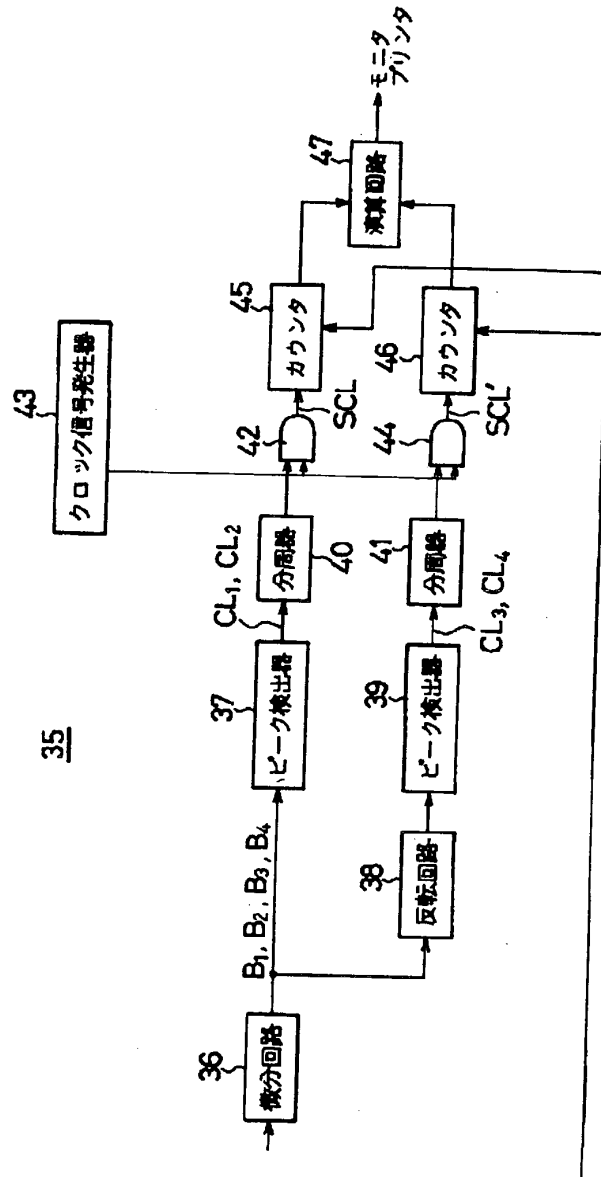 35
43
クロック信号発生器
36
微分回路
B₁, B₂, B₃, B₄
37
ピーク検出器
CL₁, CL₂
分周器
40
42
SCL
45
カウンタ
47
演算回路
モニタ
プリンタ
38
反転回路
39
ピーク検出器
CL₃, CL₄
41
分周器
44
SCL'
46
カウンタ